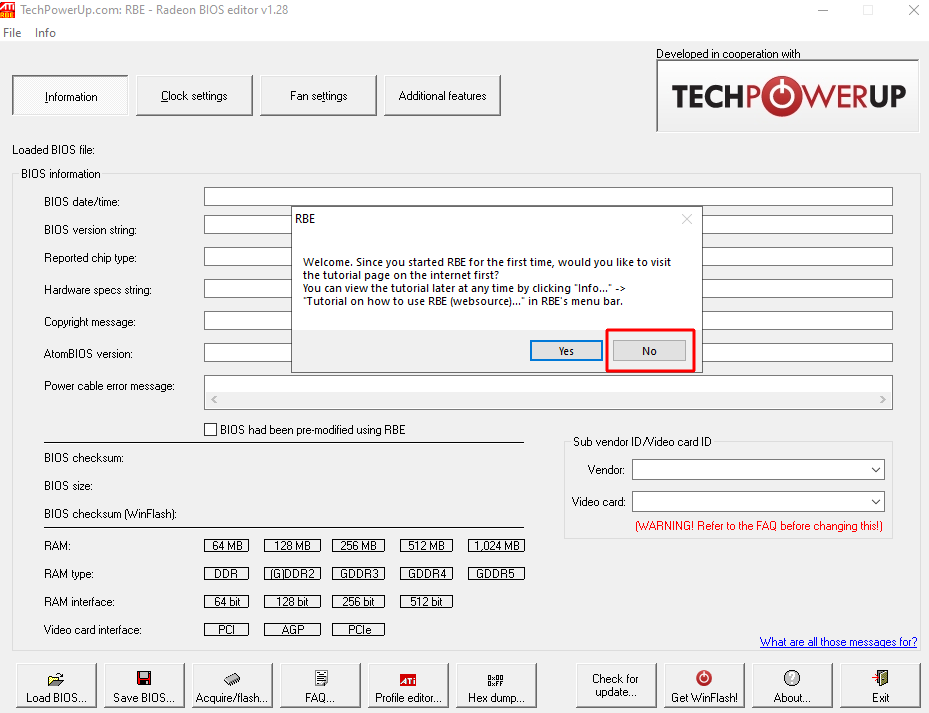 ATI
RBE
TechPowerUp.com: RBE - Radeon BIOS editor v1.28
File Info
Developed in cooperation with
TECHPOWERUP
Information
Clock settings
Fan settings
Additional features
Loaded BIOS file:
BIOS information
BIOS date/time:
BIOS version string:
Reported chip type:
Hardware specs string:
Copyright message:
AtomBIOS version:
Power cable error message:
RBE
Welcome. Since you started RBE for the first time, would you like to visit
the tutorial page on the internet first?
You can view the tutorial later at any time by clicking "Info..." ->
"Tutorial on how to use RBE (websource)..." in RBE's menu bar.
Yes
No
BIOS had been pre-modified using RBE
BIOS checksum:
BIOS size:
BIOS checksum (WinFlash):
Sub vendor ID/Video card ID
Vendor:
Video card:
(WARNING! Refer to the FAQ before changing this!)
RAM: 64 MB 128 MB 256 MB 512 MB 1,024 MB
RAM type: DDR (G)DDR2 GDDR3 GDDR4 GDDR5
RAM interface: 64 bit 128 bit 256 bit 512 bit
Video card interface: PCI AGP PCIe
What are all those messages for?
Load BIOS...
Save BIOS...
Acquire/flash...
FAQ...
ATI
Profile editor...
0x00
0xFF
Hex dump...
Check for
update...
Get WinFlash!
?
About...
Exit